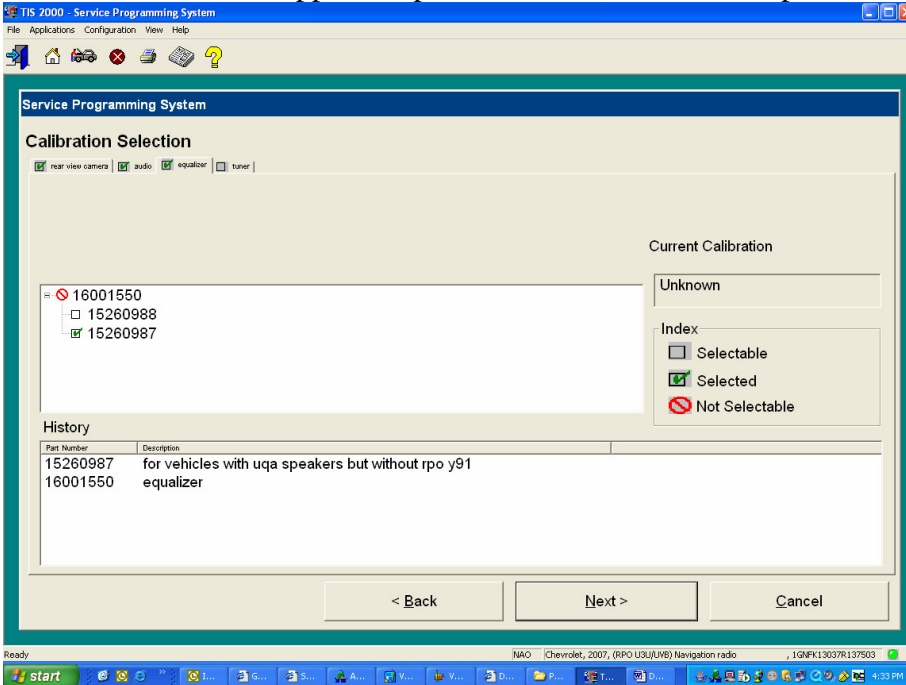 TIS 2000 - Service Programming System
File Applications Configuration View Help
Service Programming System
Calibration Selection
rear view camera audio equalizer tuner
Current Calibration
Unknown
16001550
15260988
15260987
Index
Selectable
Selected
Not Selectable
History
Part Number Description
15260987 for vehicles with uqa speakers but without rpo y91
16001550 equalizer
< Back Next > Cancel
Ready NAO Chevrolet, 2007, (RPO U3U/UVB) Navigation radio , 1GNFK13037R137503
start I... G... S... A... V... V... D... P... T... D... 4:33 PM